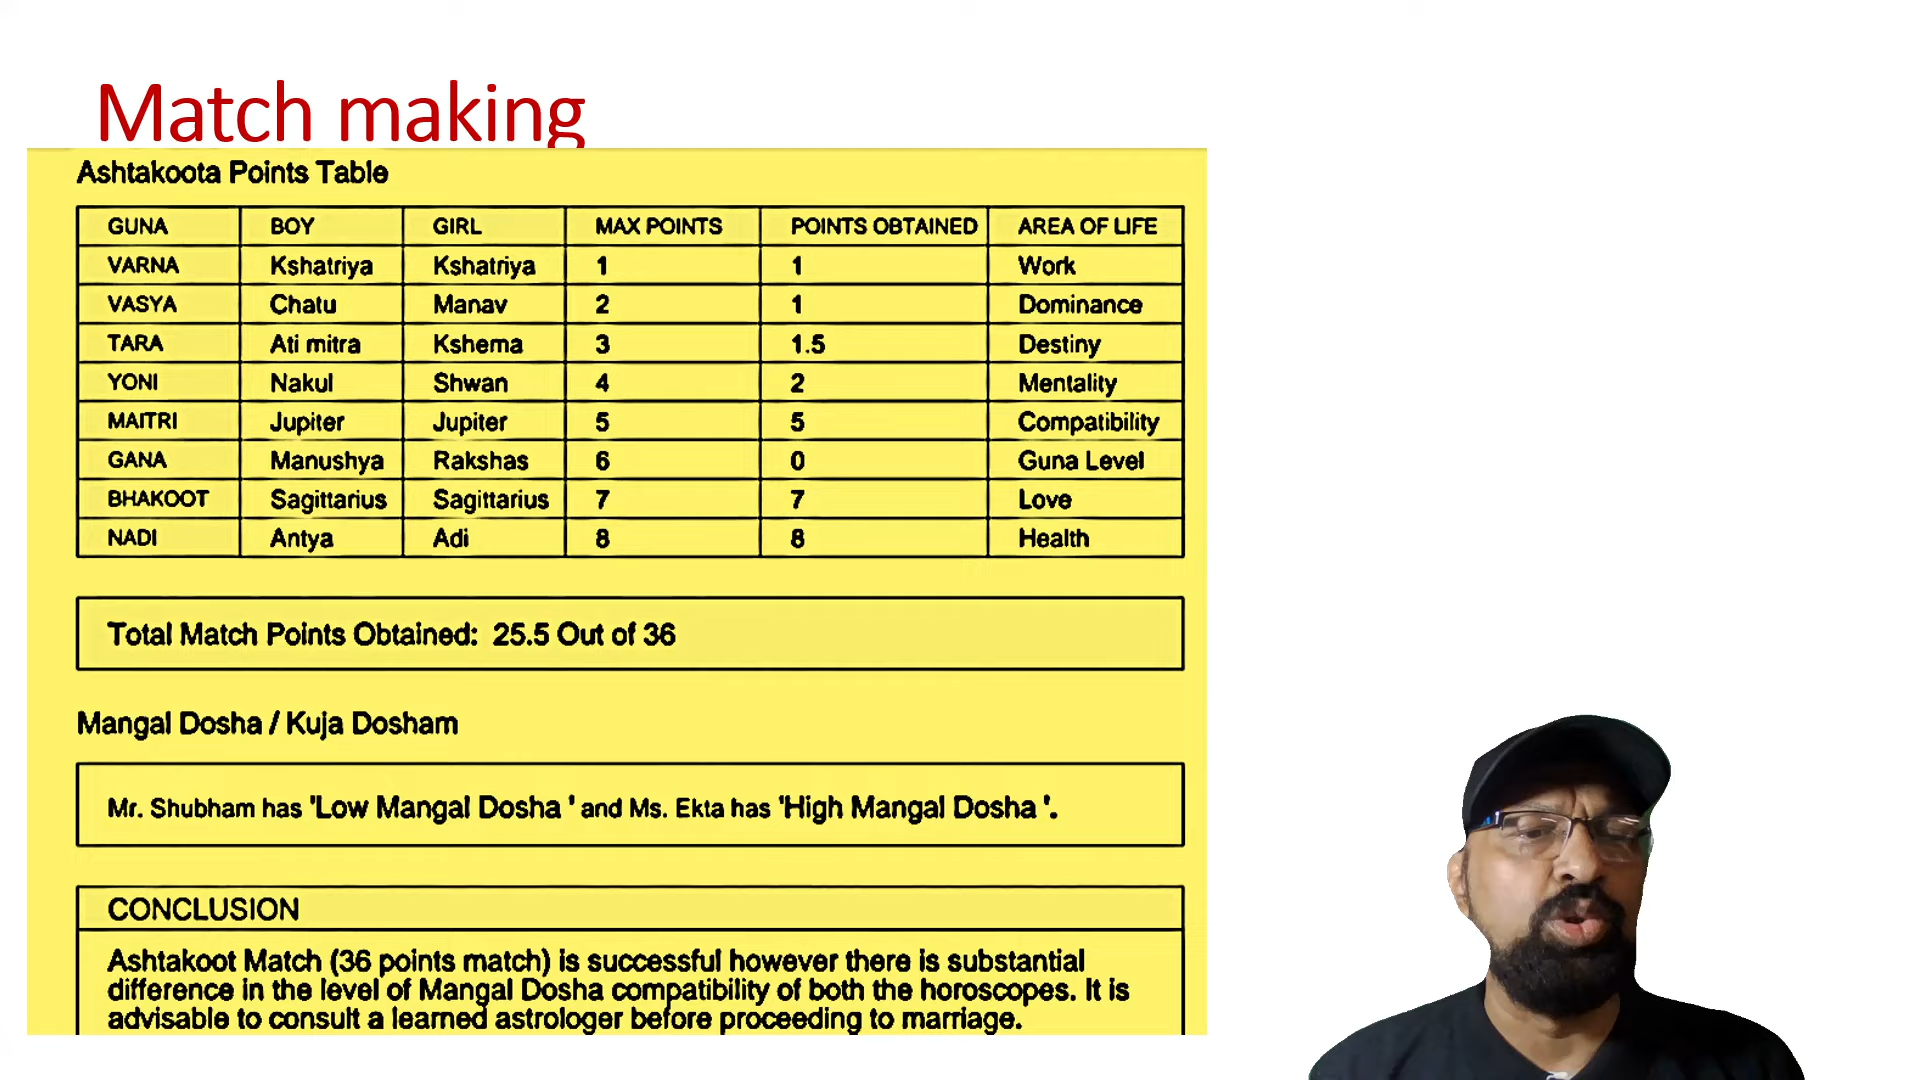 Match making
Ashtakoota Points Table
GUNA BOY GIRL MAX POINTS POINTS OBTAINED AREA OF LIFE
VARNA Kshatriya Kshatriya 1 1 Work
VASYA Chatu Manav 2 1 Dominance
TARA Ati mitra Kshema 3 1.5 Destiny
YONI Nakul Shwan 4 2 Mentality
MAITRI Jupiter Jupiter 5 5 Compatibility
GANA Manushya Rakshas 6 0 Guna Level
BHAKOOT Sagittarius Sagittarius 7 7 Love
NADI Antya Adi 8 8 Health
Total Match Points Obtained: 25.5 Out of 36
Mangal Dosha / Kuja Dosham
Mr. Shubham has 'Low Mangal Dosha ' and Ms. Ekta has 'High Mangal Dosha '.
CONCLUSION
Ashtakoot Match (36 points match) is successful however there is substantial
difference in the level of Mangal Dosha compatibility of both the horoscopes. It is
advisable to consult a learned astrologer before proceeding to marriage.